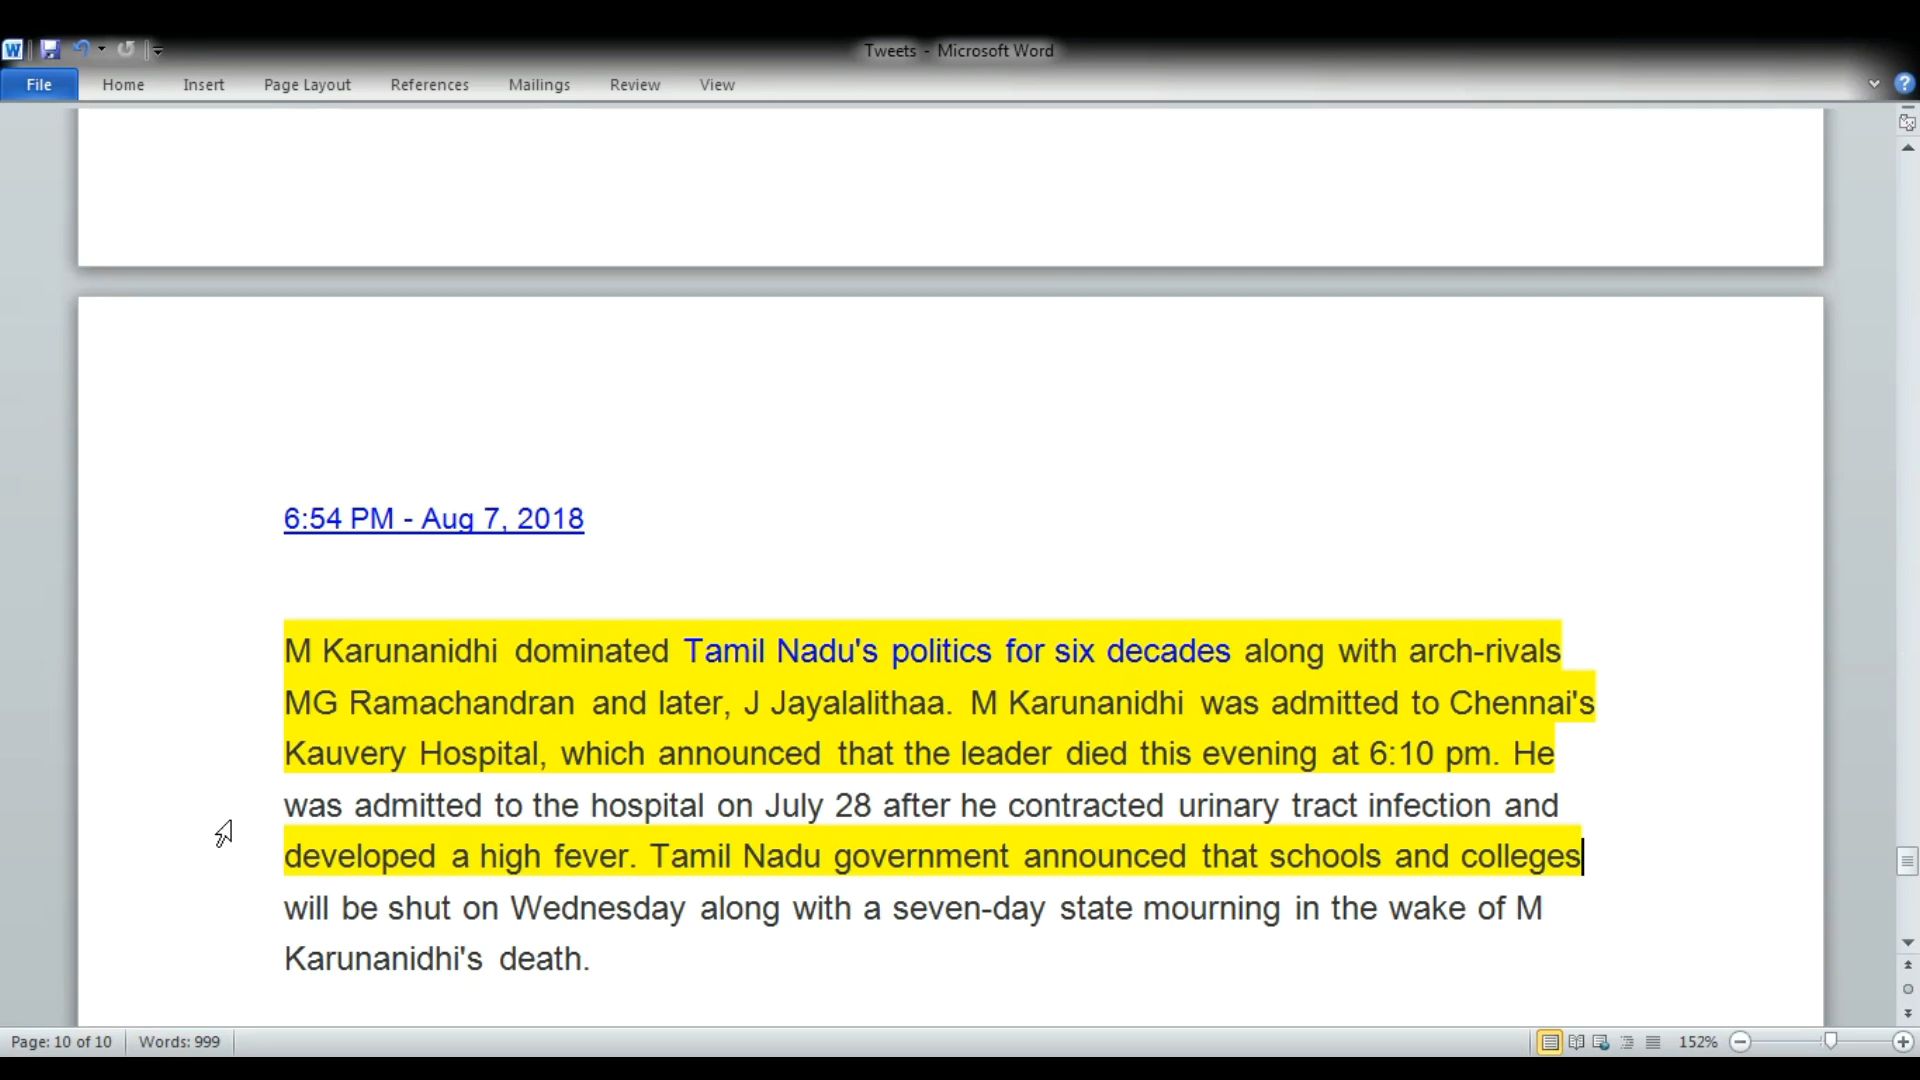 Tweets - Microsoft Word
File Home Insert Page Layout References Mailings Review View
6:54 PM - Aug 7, 2018
M Karunanidhi dominated Tamil Nadu's politics for six decades along with arch-rivals
MG Ramachandran and later, J Jayalalithaa. M Karunanidhi was admitted to Chennai's
Kauvery Hospital, which announced that the leader died this evening at 6:10 pm. He
was admitted to the hospital on July 28 after he contracted urinary tract infection and
developed a high fever. Tamil Nadu government announced that schools and colleges
will be shut on Wednesday along with a seven-day state mourning in the wake of M
Karunanidhi's death.
Page: 10 of 10 Words: 999 152%